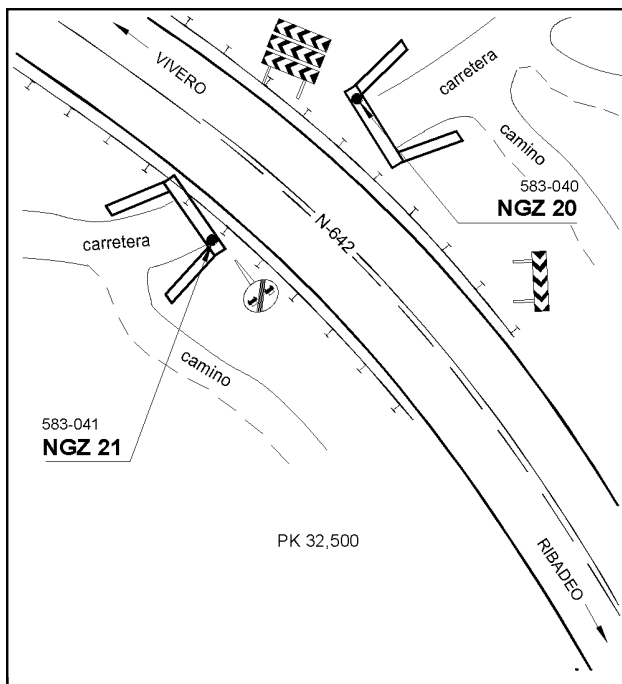 VIVERO
carretera
camino
583-040
NGZ 20
N-642
carretera
camino
583-041
NGZ 21
PK 32,500
RIBADEO